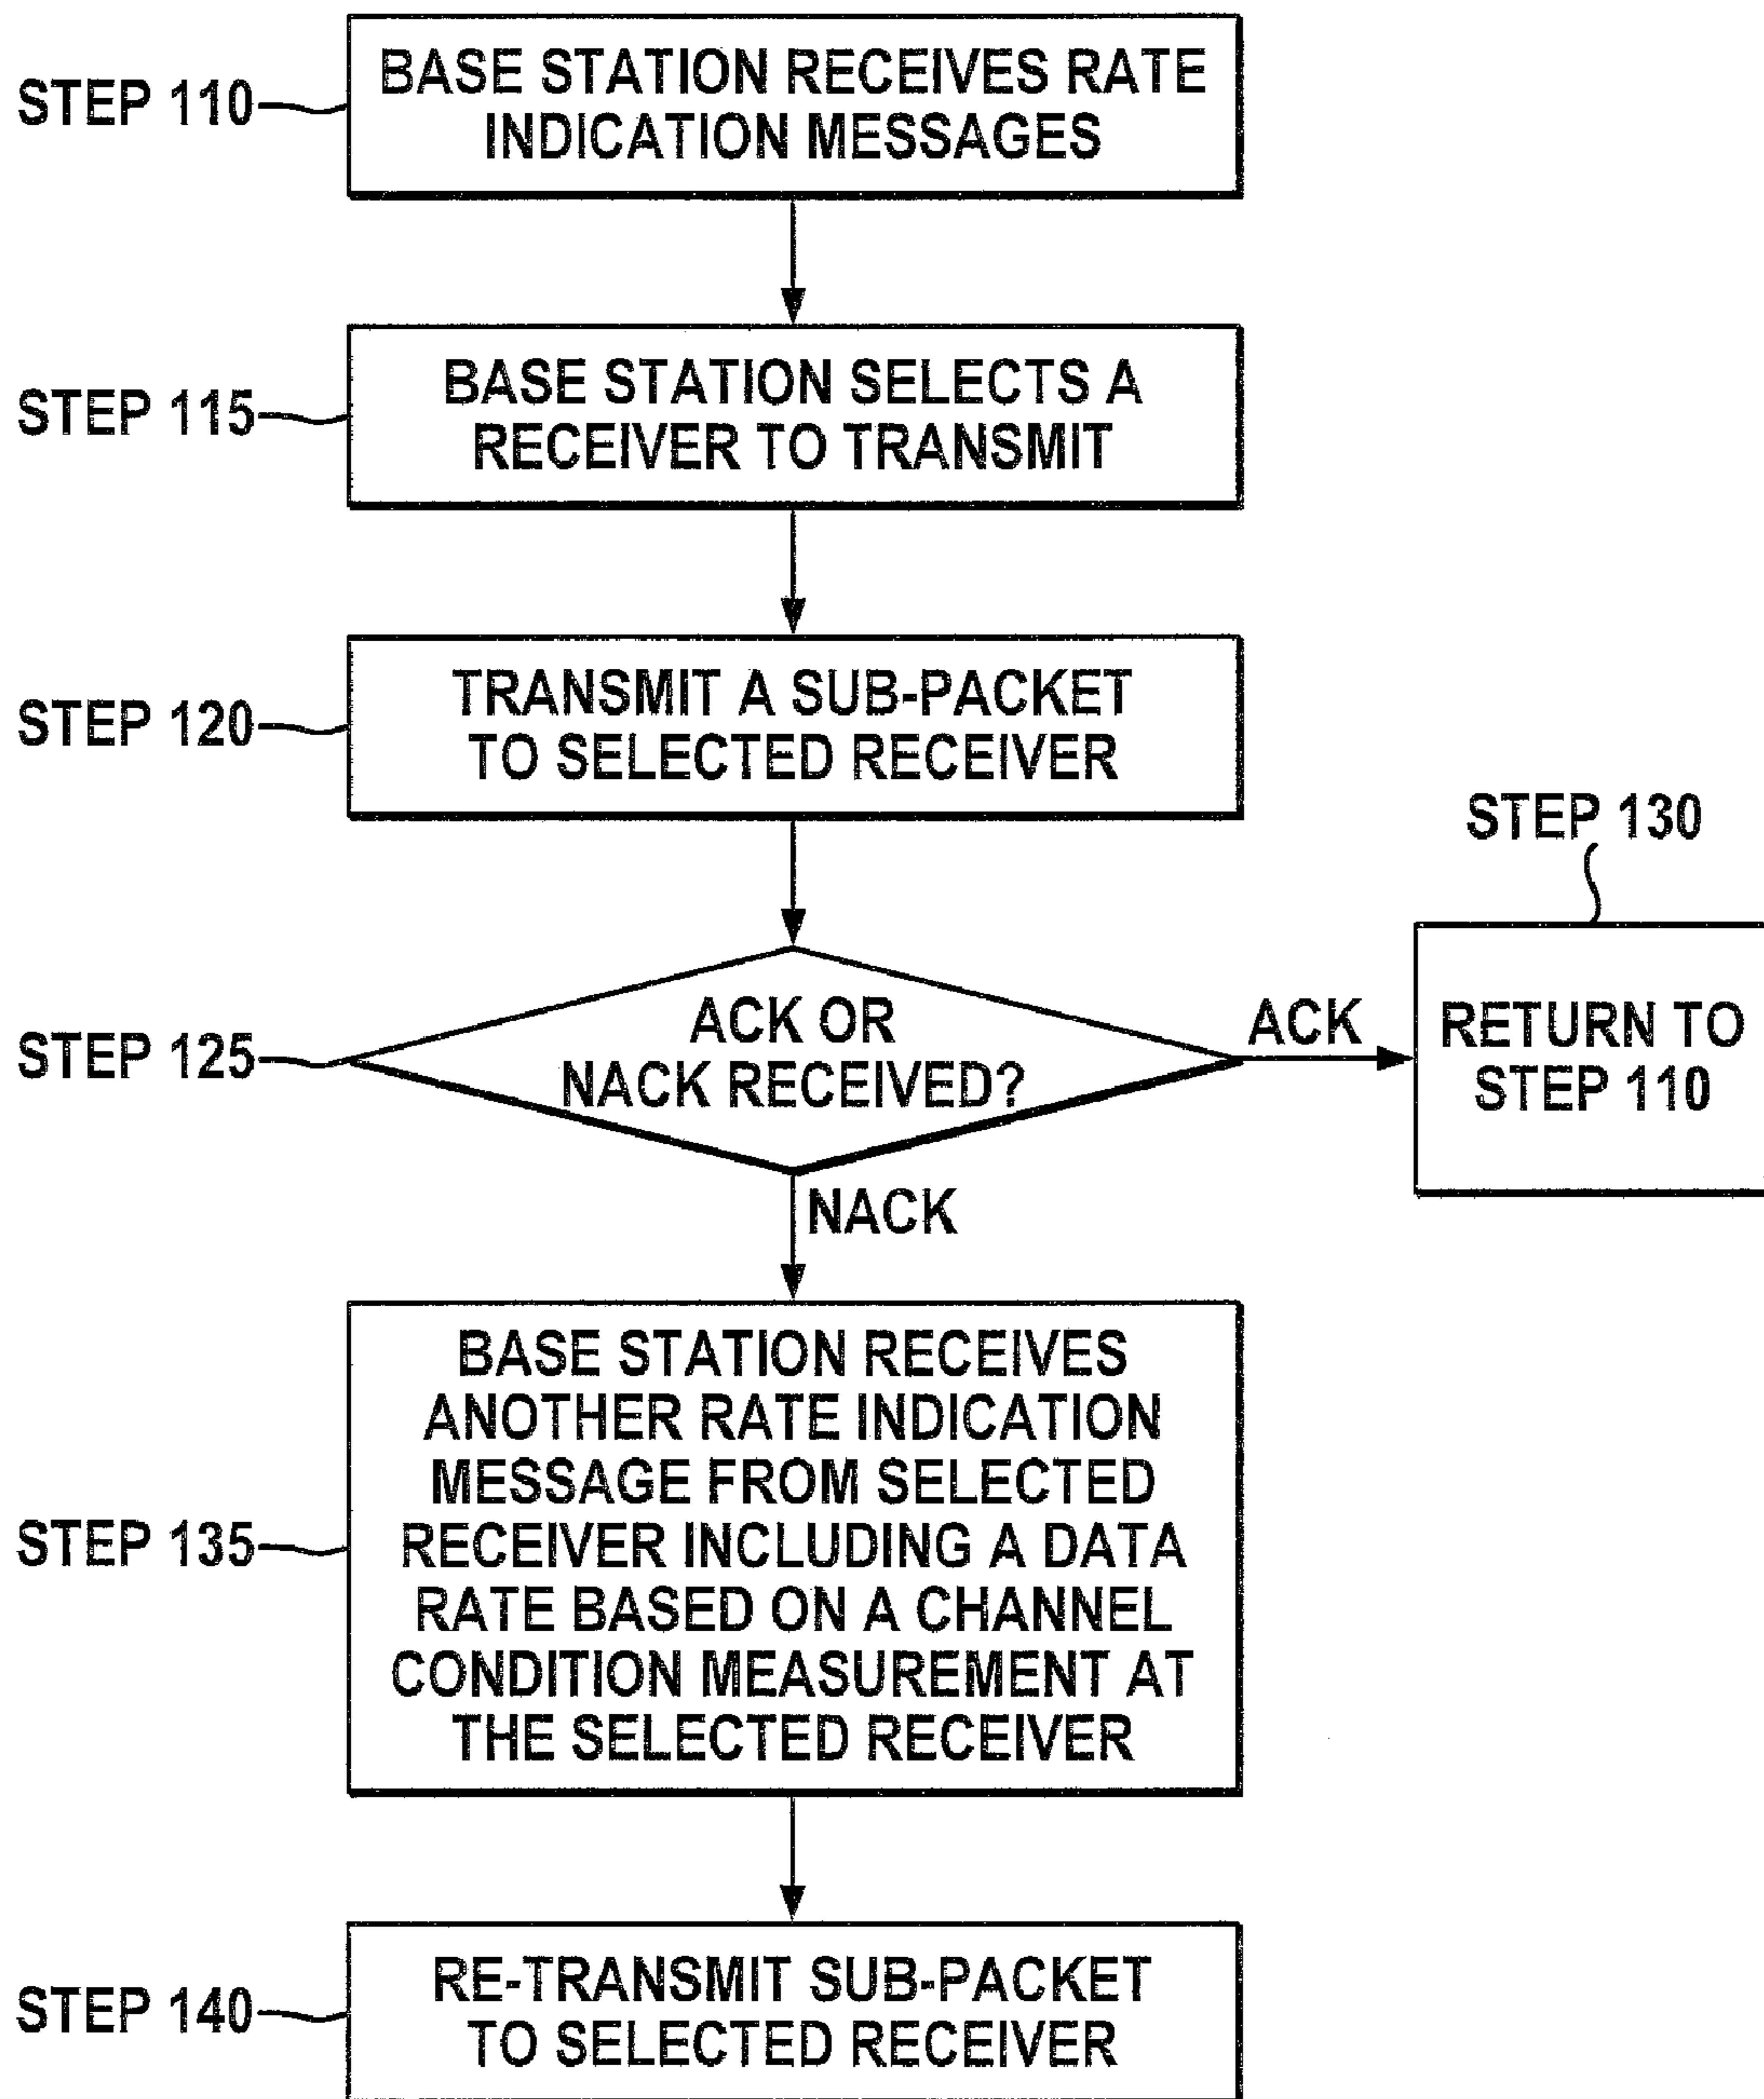 STEP 110
BASE STATION RECEIVES RATE
INDICATION MESSAGES
STEP 115
BASE STATION SELECTS A
RECEIVER TO TRANSMIT
STEP 120
TRANSMIT A SUB-PACKET
TO SELECTED RECEIVER
STEP 125
ACK OR
NACK RECEIVED?
ACK
STEP 130
RETURN TO
STEP 110
NACK
STEP 135
BASE STATION RECEIVES
ANOTHER RATE INDICATION
MESSAGE FROM SELECTED
RECEIVER INCLUDING A DATA
RATE BASED ON A CHANNEL
CONDITION MEASUREMENT AT
THE SELECTED RECEIVER
STEP 140
RE-TRANSMIT SUB-PACKET
TO SELECTED RECEIVER